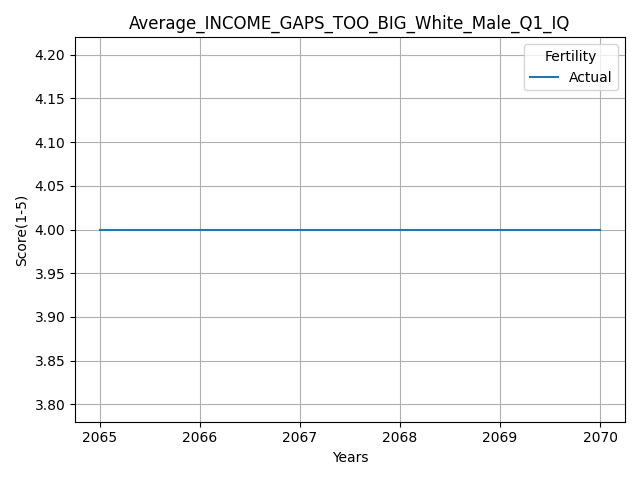 Average_INCOME_GAPS_TOO_BIG_White_Male_Q1_IQ
Fertility
Actual
4.20
4.15
4.10
4.05
4.00
3.95
3.90
3.85
3.80
Score(1-5)
2065 2066 2067 2068 2069 2070
Years